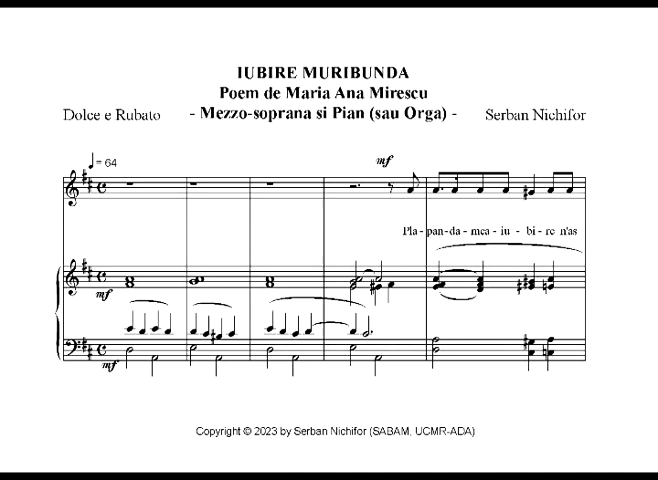 IUBIRE MURIBUNDA
Poem de Maria Ana Mirescu
Dolce e Rubato - Mezzo-soprana si Pian (sau Orga) - Serban Nichifor
= 64
mf
Pla - pan - da - mea - iu - bi - re n'as
mf
mf
Copyright © 2023 by Serban Nichifor (SABAM, UCMR-ADA)